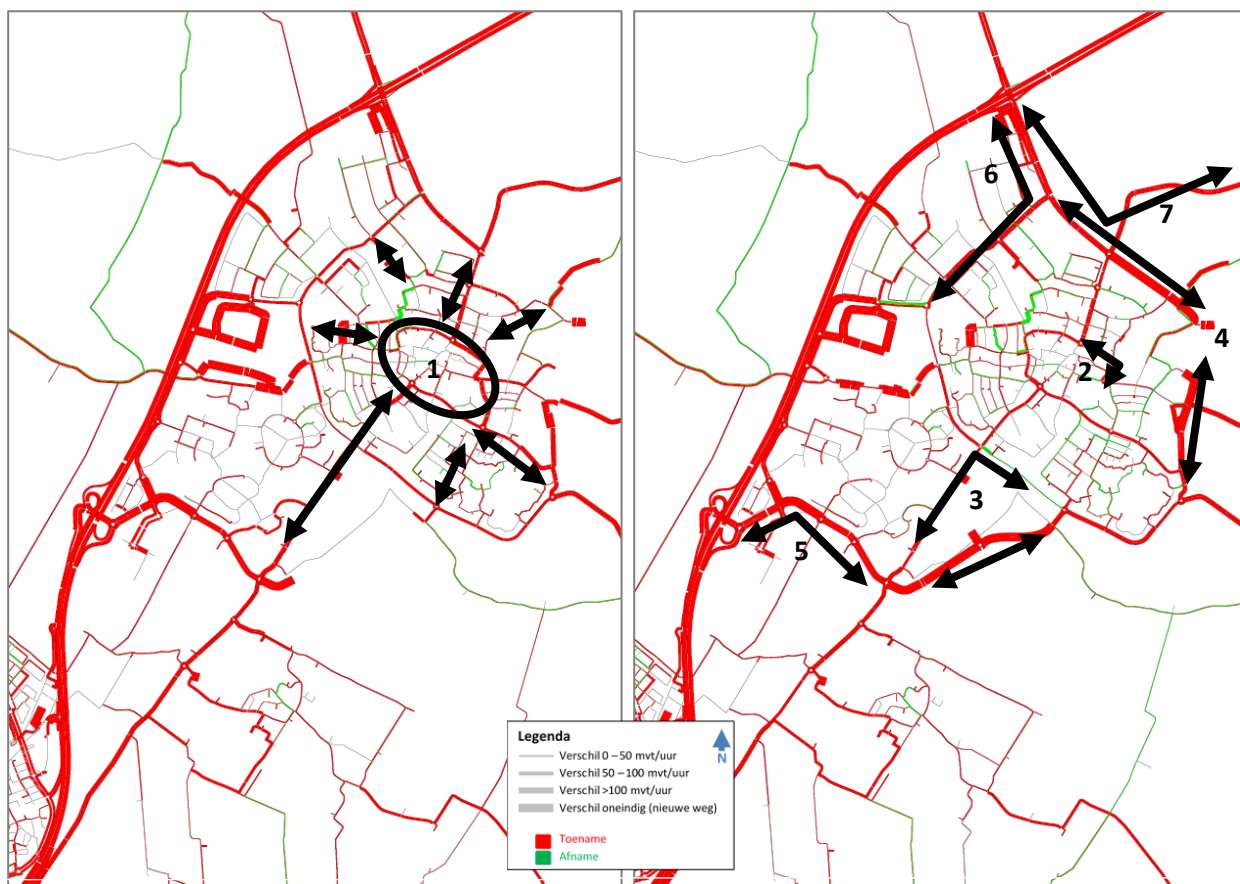 1
6
7
4
2
3
5
Legenda
N
Verschil 0 – 50 mvt/uur
Verschil 50 – 100 mvt/uur
Verschil >100 mvt/uur
Verschil oneindig (nieuwe weg)
Toename
Afname